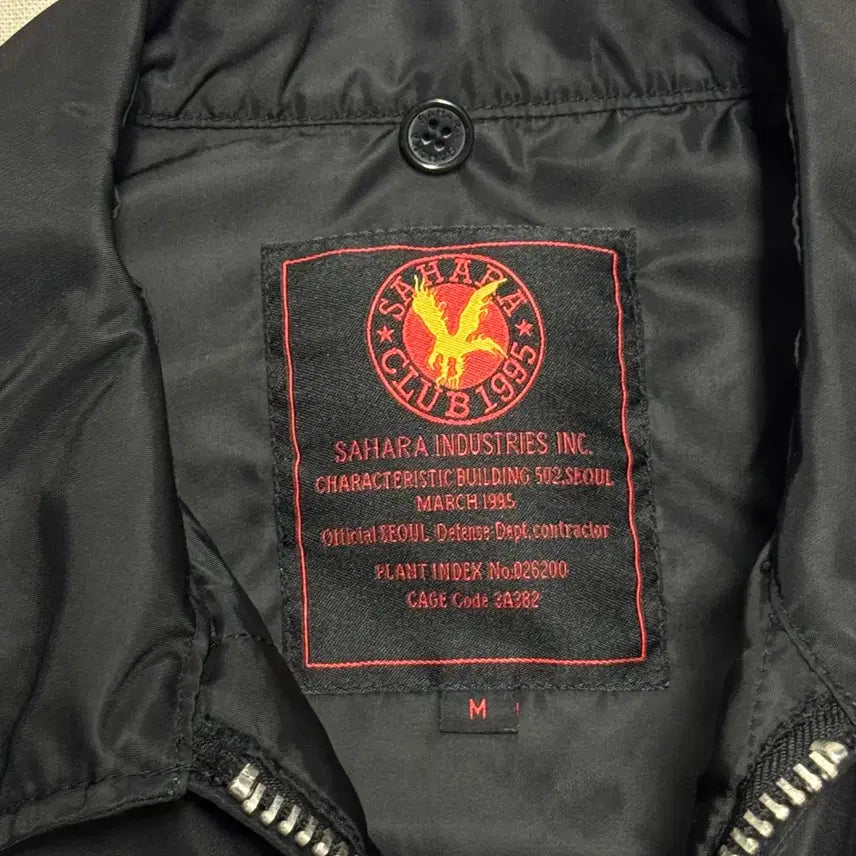 SAHARA
CLUB 1995
SAHARA INDUSTRIES INC.
CHARACTERISTIC BUILDING 502,SEOUL
MARCH 1995
Official SEOUL Defense Dept, contractor
PLANT INDEX No.026200
CAGE Code 3A382
M